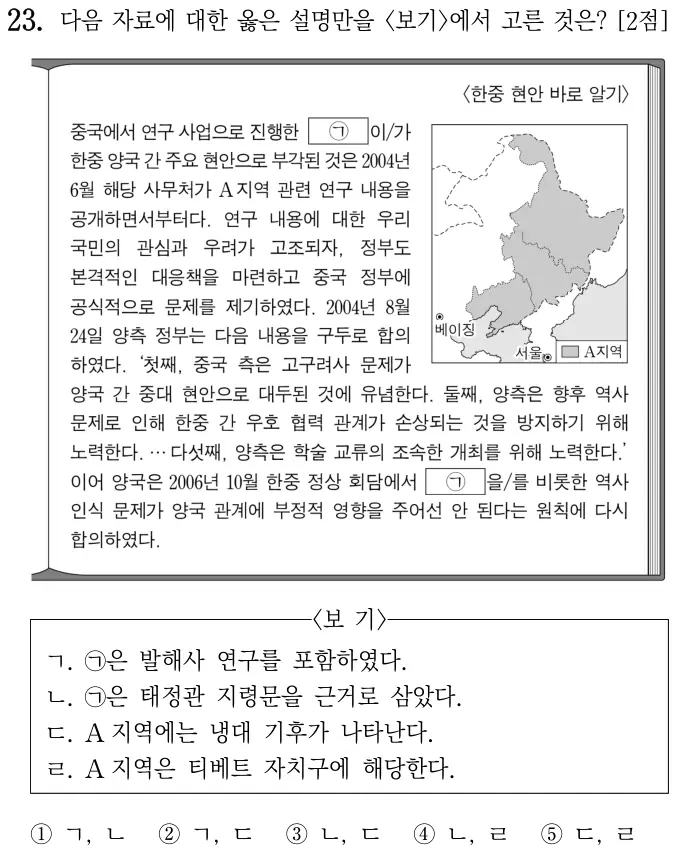 23. 다음 자료에 대한 옳은 설명만을 〈보기〉에서 고른 것은? [2점]
〈한중 현안 바로 알기〉
중국에서 연구 사업으로 진행한 ㉠ 이/가
한중 양국 간 주요 현안으로 부각된 것은 2004년
6월 해당 사무처가 A지역 관련 연구 내용을
공개하면서부터다. 연구 내용에 대한 우리
국민의 관심과 우려가 고조되자, 정부도
본격적인 대응책을 마련하고 중국 정부에
공식적으로 문제를 제기하였다. 2004년 8월
24일 양측 정부는 다음 내용을 구두로 합의
하였다. ‘첫째, 중국 측은 고구려사 문제가
양국 간 중대 현안으로 대두된 것에 유념한다. 둘째, 양측은 향후 역사
문제로 인해 한중 간 우호 협력 관계가 손상되는 것을 방지하기 위해
노력한다. … 다섯째, 양측은 학술 교류의 조속한 개최를 위해 노력한다.’
이어 양국은 2006년 10월 한중 정상 회담에서 ㉠ 을/를 비롯한 역사
인식 문제가 양국 관계에 부정적 영향을 주어선 안 된다는 원칙에 다시
합의하였다.
베이징
서울
A지역
〈보 기〉
ㄱ. ㉠은 발해사 연구를 포함하였다.
ㄴ. ㉠은 태정관 지령문을 근거로 삼았다.
ㄷ. A지역에는 냉대 기후가 나타난다.
ㄹ. A지역은 티베트 자치구에 해당한다.
① ㄱ, ㄴ ② ㄱ, ㄷ ③ ㄴ, ㄷ ④ ㄴ, ㄹ ⑤ ㄷ, ㄹ